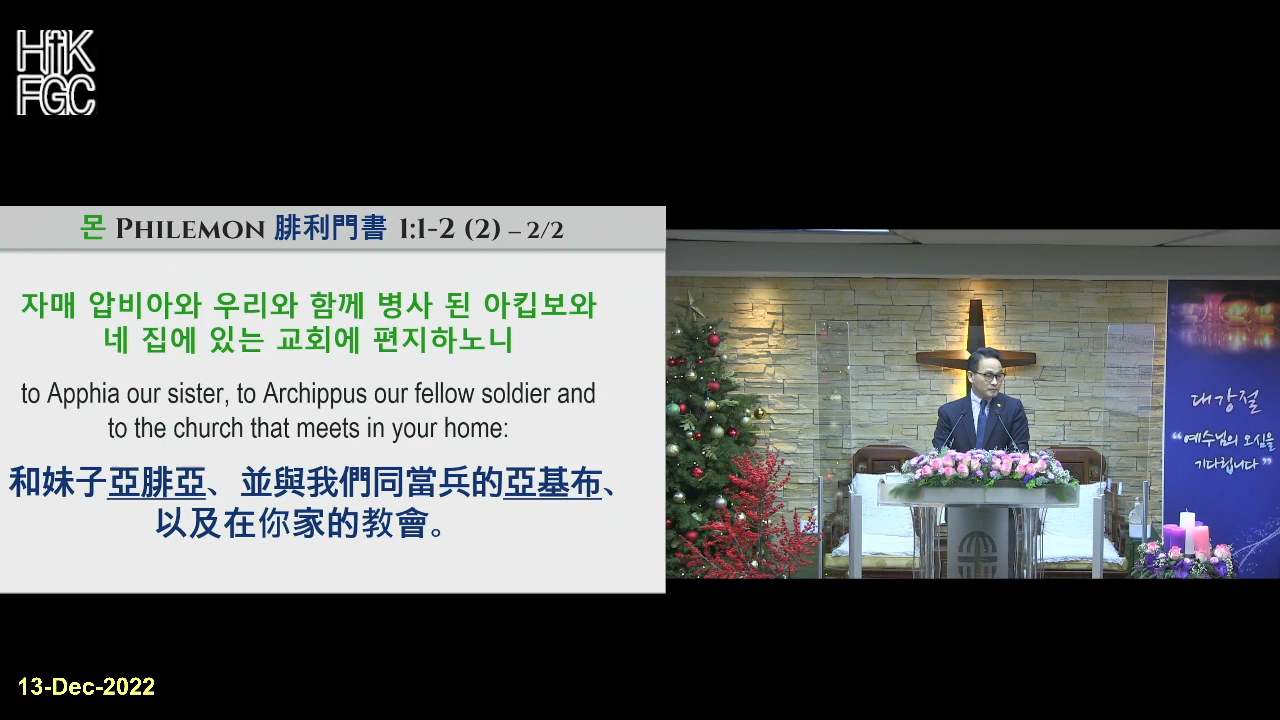 HfK
FGC
몬 PHILEMON 腓利門書 1:1-2 (2) – 2/2
자매 압비아와 우리와 함께 병사 된 아킵보와
네 집에 있는 교회에 편지하노니
to Apphia our sister, to Archippus our fellow soldier and
to the church that meets in your home:
和妹子亞腓亞、並與我們同當兵的亞基布、
以及在你家的教會。
대강절
“예수님의 오심을
기다립니다”
13-Dec-2022